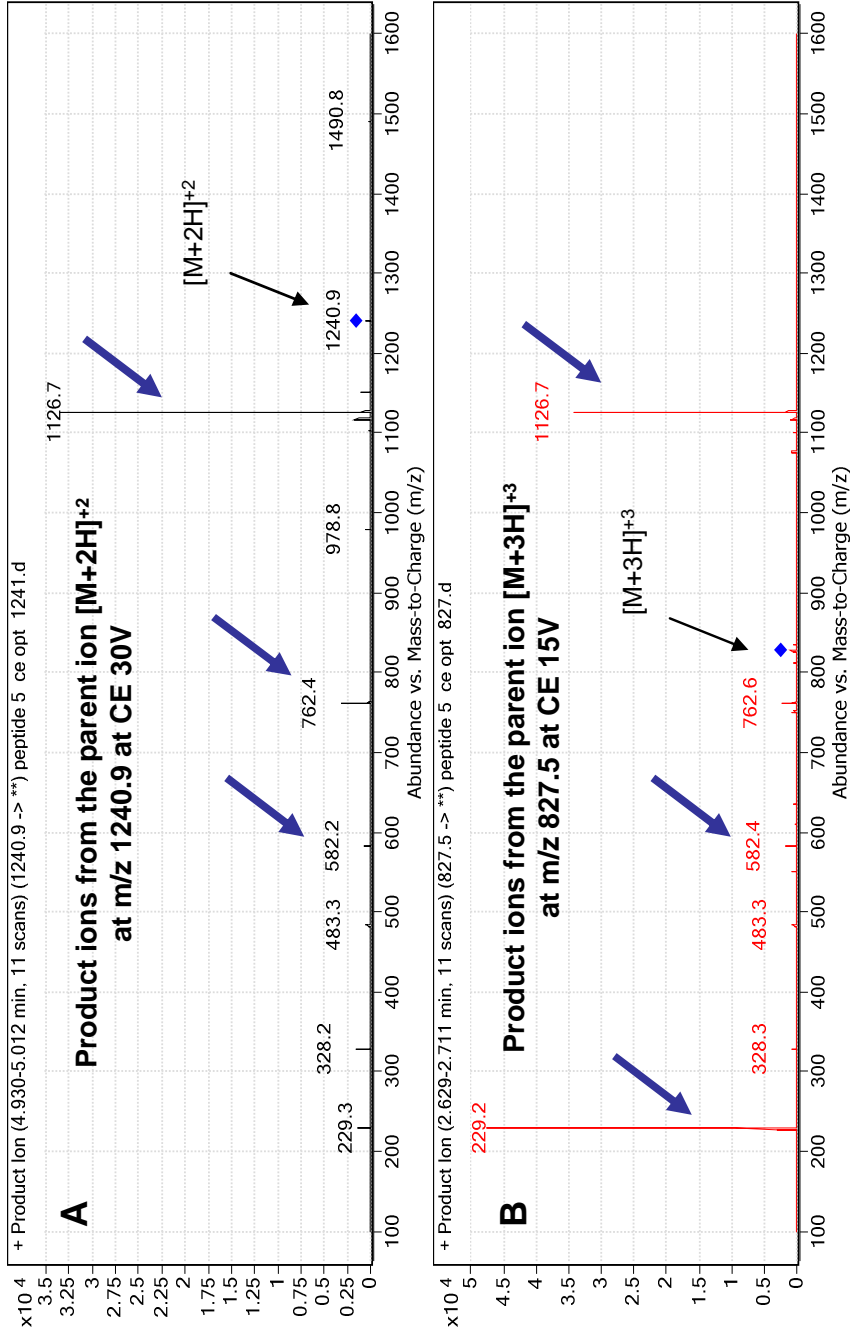 + Product Ion (4.930-5.012 min, 11 scans) (1240.9 -> **) peptide 5 ce opt 1241.d
x10 4
3.5
3.25
3
2.75
2.5
2.25
2
1.75
1.5
1.25
1
0.75
0.5
0.25
0
A
Product ions from the parent ion [M+2H]+2
at m/z 1240.9 at CE 30V
229.3
328.2
483.3
582.2
762.4
978.8
1126.7
1240.9
[M+2H]+2
1490.8
100 200 300 400 500 600 700 800 900 1000 1100 1200 1300 1400 1500 1600
Abundance vs. Mass-to-Charge (m/z)
+ Product Ion (2.629-2.711 min, 11 scans) (827.5 -> **) peptide 5 ce opt 827.d
x10 4
5
4.5
4
3.5
3
2.5
2
1.5
1
0.5
0
B
Product ions from the parent ion [M+3H]+3
at m/z 827.5 at CE 15V
229.2
328.3
483.3
582.4
762.6
[M+3H]+3
1126.7
100 200 300 400 500 600 700 800 900 1000 1100 1200 1300 1400 1500 1600
Abundance vs. Mass-to-Charge (m/z)